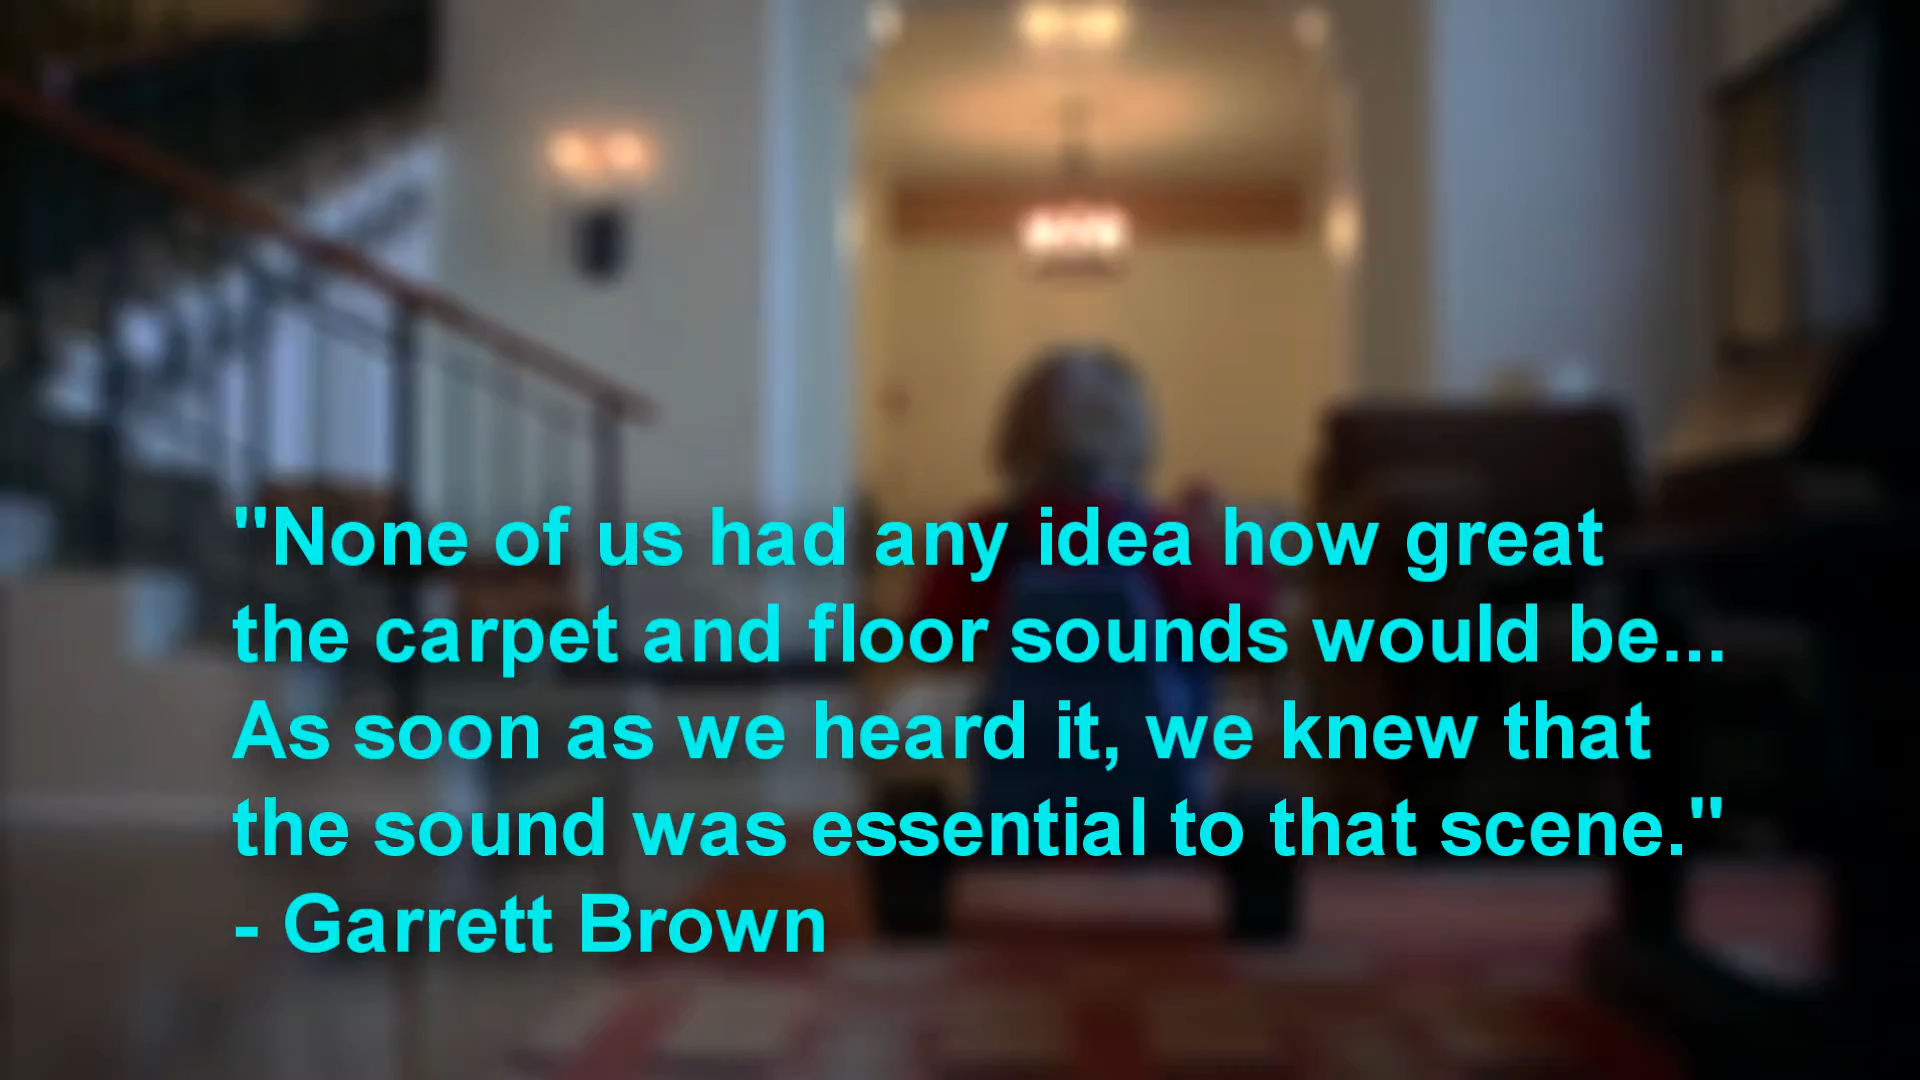 "None of us had any idea how great
the carpet and floor sounds would be...
As soon as we heard it, we knew that
the sound was essential to that scene."
- Garrett Brown